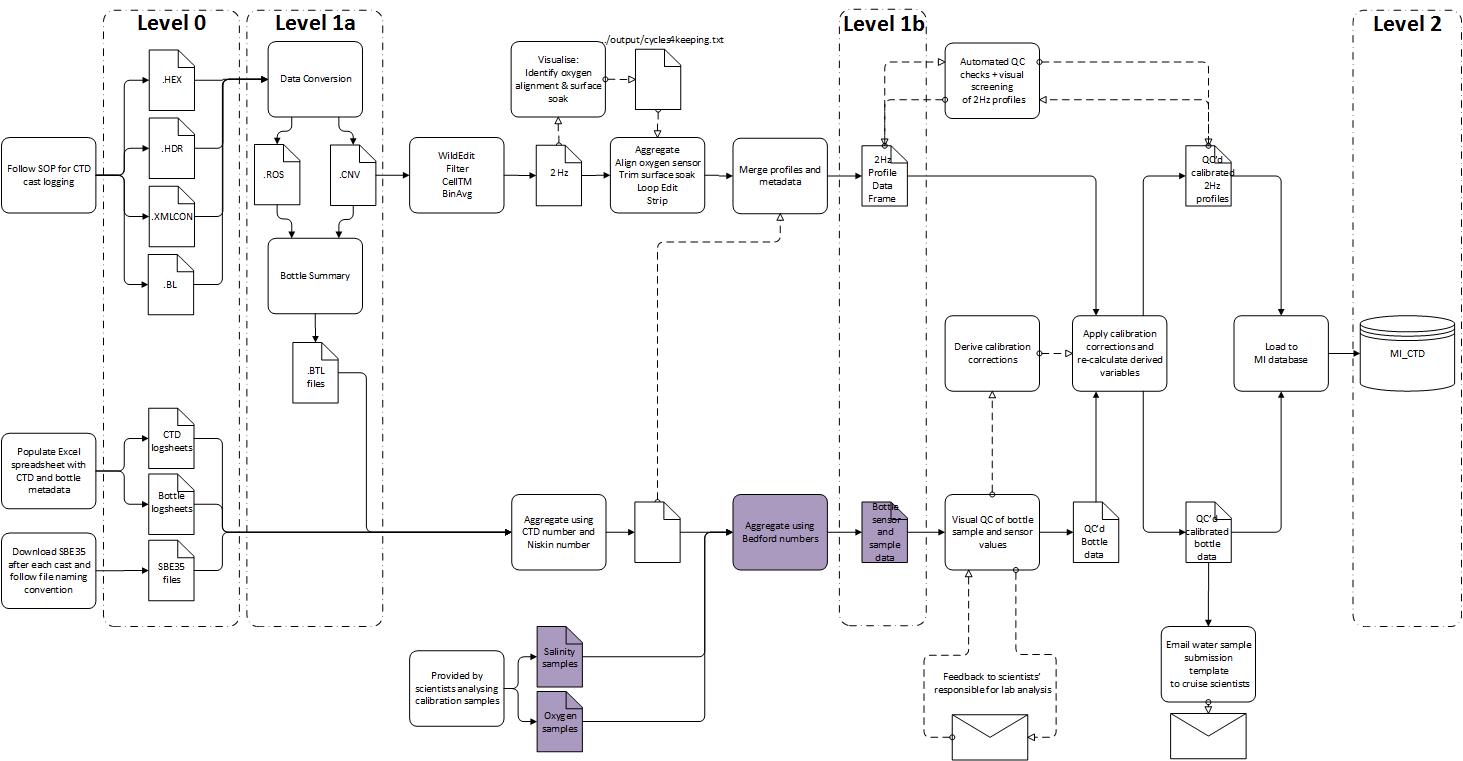 Level 0
Level 1a
Level 1b
Level 2
Follow SOP for CTD
cast logging
.HEX
.HDR
.XMLCON
.BL
Data Conversion
.ROS
.CNV
Bottle Summary
.BTL
files
WildEdit
Filter
CellTM
BinAvg
Visualise:
Identify oxygen
alignment & surface
soak
./output/cycles4keeping.txt
2Hz
Aggregate
Align oxygen sensor
Trim surface soak
Loop Edit
Strip
Merge profiles and
metadata
2Hz
Profile
Data
Frame
Automated QC
checks + visual
screening
of 2Hz profiles
QC'd
calibrated
2Hz
profiles
Derive calibration
corrections
Apply calibration
corrections and
re-calculate derived
variables
Load to
MI database
MI_CTD
Populate Excel
spreadsheet with
CTD and bottle
metadata
CTD
logsheets
Bottle
logsheets
Download SBE35
after each cast and
follow file naming
convention
SBE35
files
Aggregate using
CTD number and
Niskin number
Aggregate using
Bedford numbers
Bottle
sensor
and
sample
data
Visual QC of bottle
sample and sensor
values
QC'd
Bottle
data
QC'd
calibrated
bottle
data
Provided by
scientists analysing
calibration samples
Salinity
samples
Oxygen
samples
Feedback to scientists'
responsible for lab analysis
Email water sample
submission
template
to cruise scientists